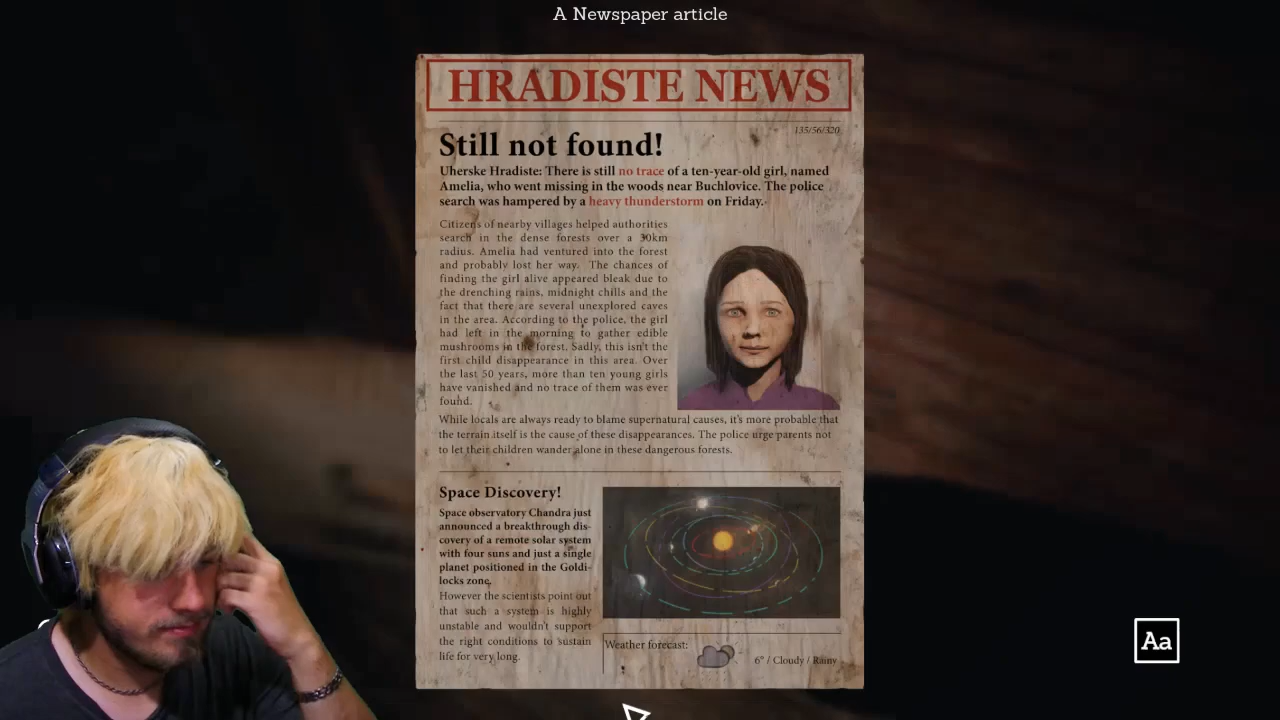 A Newspaper article
HRADISTE NEWS
135/56/320
Still not found!
Uherske Hradiste: There is still no trace of a ten-year-old girl, named
Amelia, who went missing in the woods near Buchlovice. The police
search was hampered by a heavy thunderstorm on Friday.
Citizens of nearby villages helped authorities
search in the dense forests over a 30km
radius. Amelia had ventured into the forest
and probably lost her way. The chances of
finding the girl alive appeared bleak due to
the drenching rains, midnight chills and the
fact that there are several unexplored caves
in the area. According to the police, the girl
had left in the morning to gather edible
mushrooms in the forest. Sadly, this isn't the
first child disappearance in this area. Over
the last 50 years, more than ten young girls
have vanished and no trace of them was ever
found.
While locals are always ready to blame supernatural causes, it's more probable that
the terrain itself is the cause of these disappearances. The police urge parents not
to let their children wander alone in these dangerous forests.
Space Discovery!
Space observatory Chandra just
announced a breakthrough dis-
covery of a remote solar system
with four suns and just a single
planet positioned in the Goldi-
locks zone.
However the scientists point out
that such a system is highly
unstable and wouldn't support
the right conditions to sustain
life for very long.
Weather forecast:
6° / Cloudy / Rainy
Aa